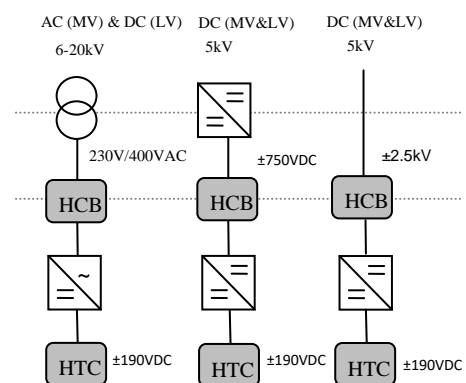 AC (MV) & DC (LV) DC (MV&LV) DC (MV&LV)
6-20kV 5kV 5kV
230V/400VAC ±750VDC ±2.5kV
HCB HCB HCB
~
HTC ±190VDC HTC ±190VDC HTC ±190VDC